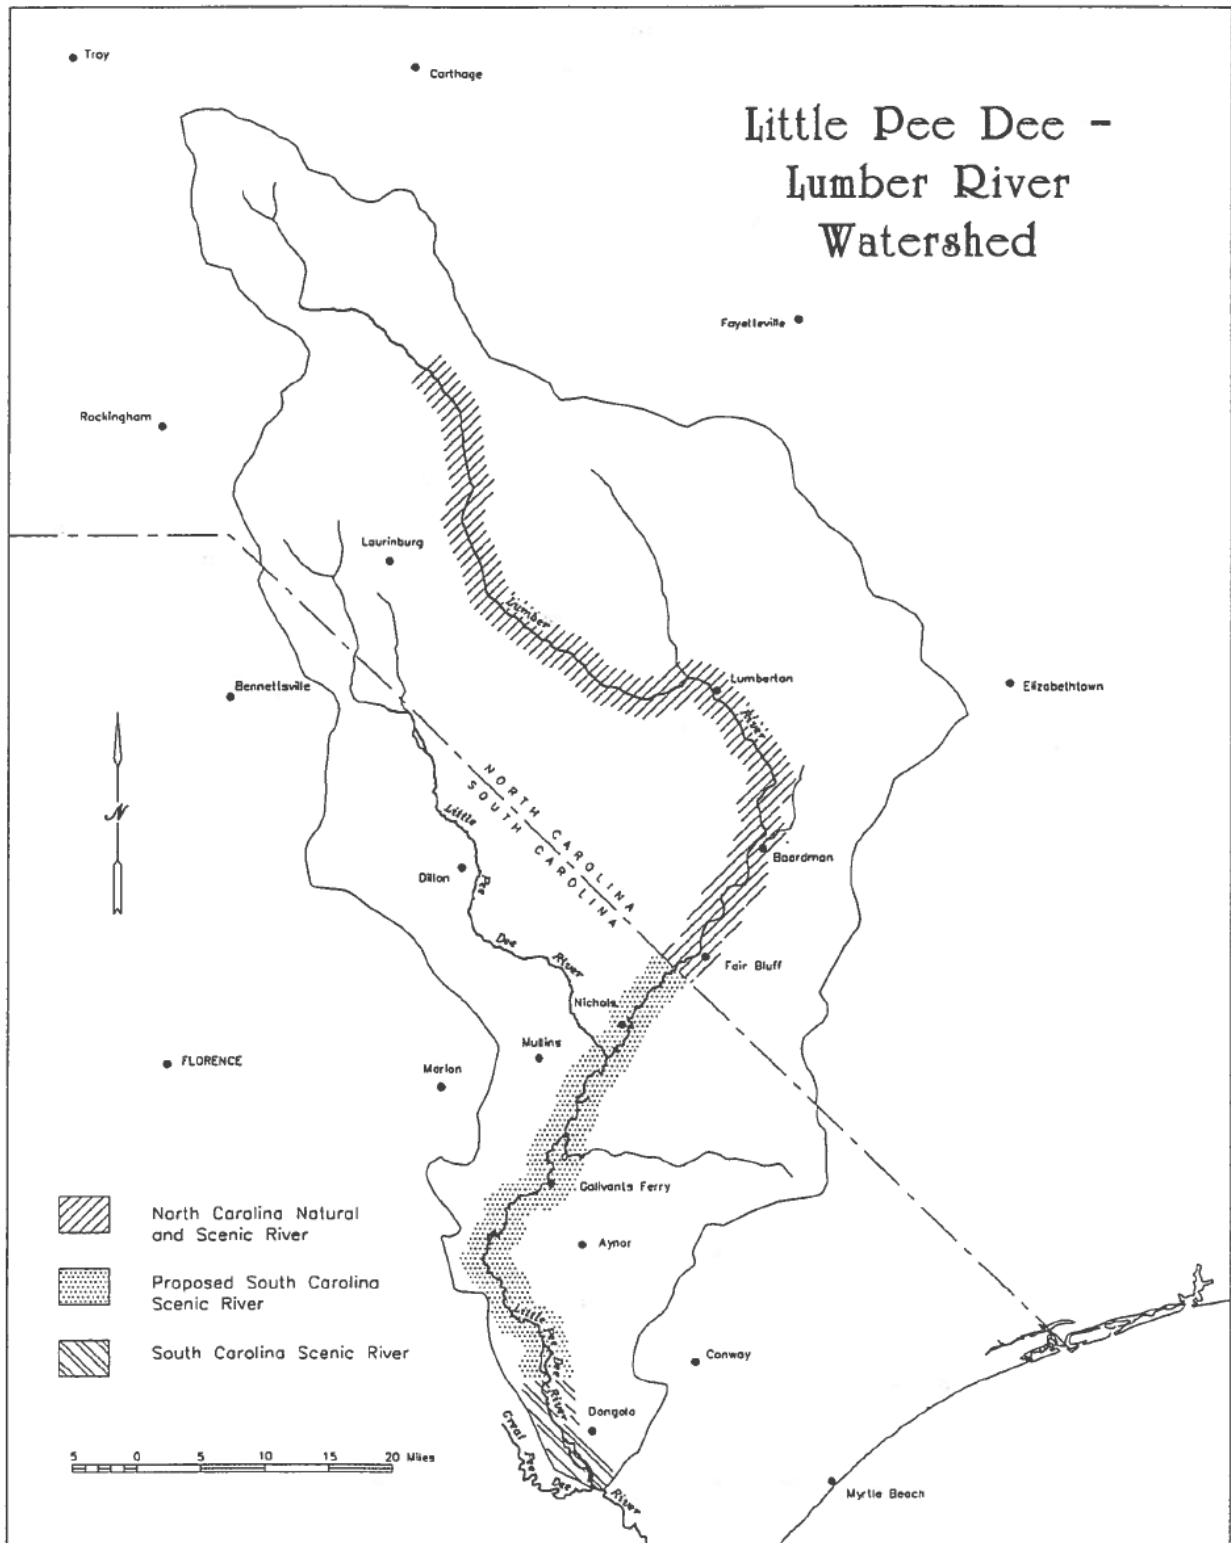 Troy
Carthage
Little Pee Dee -
Lumber River
Watershed
Fayetteville
Rockingham
Laurinburg
Lumber
Lumberton
Elizabethtown
Bennettsville
River
N
NORTH CAROLINA
SOUTH CAROLINA
Little
Pee
Dee
River
Boardman
Dillon
Fair Bluff
Nichols
Mullins
FLORENCE
Marion
Galivants Ferry
North Carolina Natural
and Scenic River
Aynor
Proposed South Carolina
Scenic River
Little Pee Dee River
South Carolina Scenic River
Conway
Dongola
Great Pee Dee River
5 0 5 10 15 20 Miles
Myrtle Beach